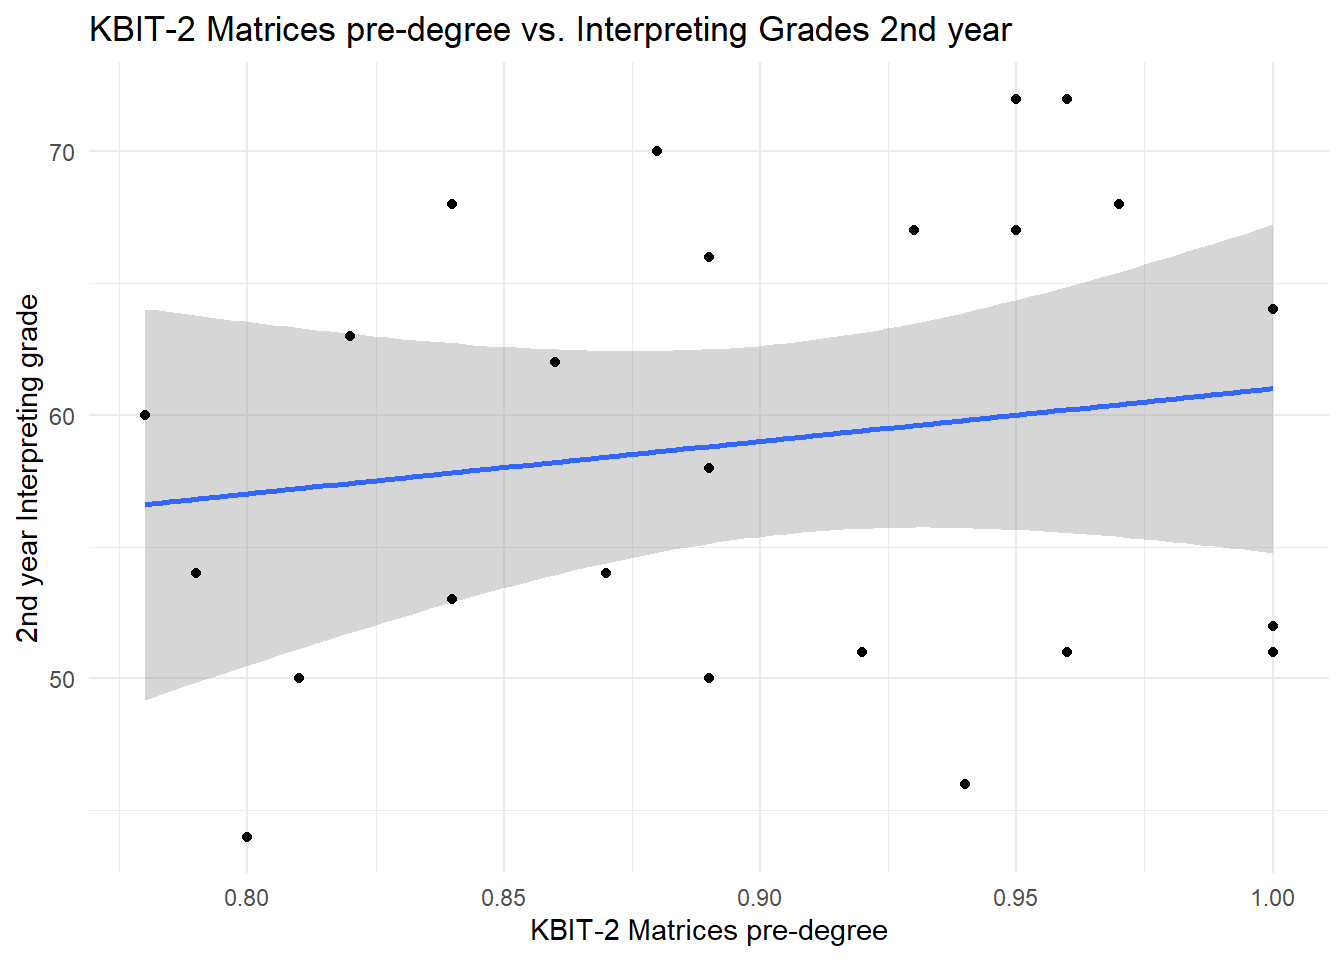 KBIT-2 Matrices pre-degree vs. Interpreting Grades 2nd year
2nd year Interpreting grade
70
60
50
0.80 0.85 0.90 0.95 1.00
KBIT-2 Matrices pre-degree